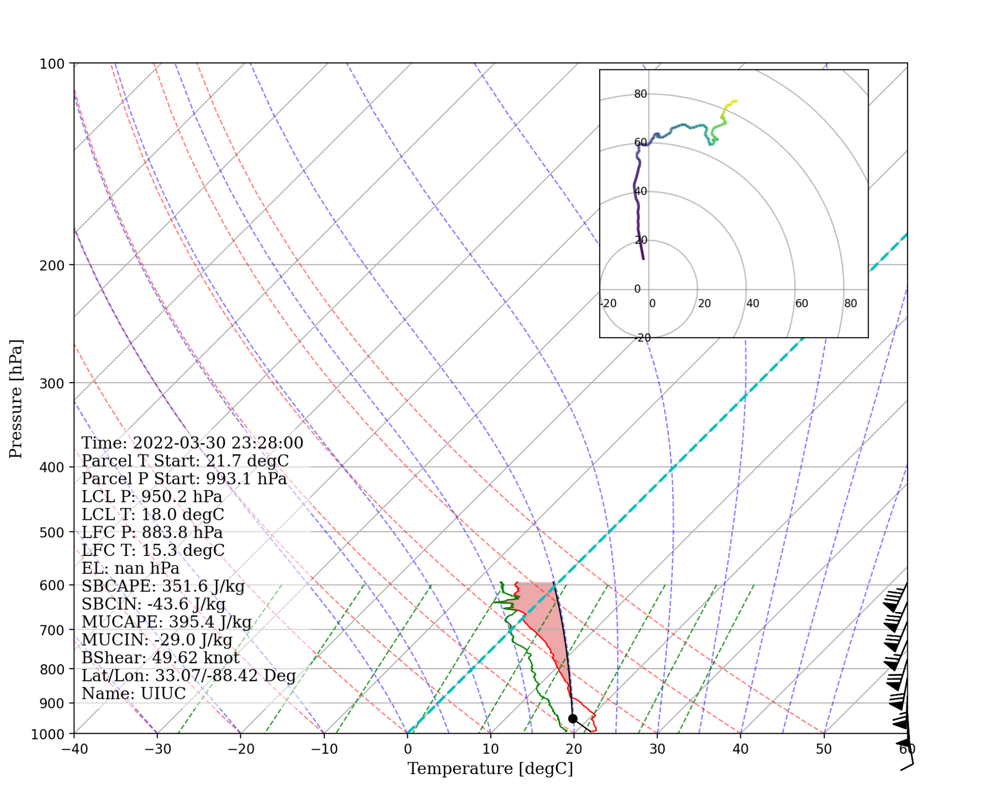 100
200
300
400
500
600
700
800
900
1000
Pressure [hPa]
80
60
40
20
0
-20
-20 0 20 40 60 80
Time: 2022-03-30 23:28:00
Parcel T Start: 21.7 degC
Parcel P Start: 993.1 hPa
LCL P: 950.2 hPa
LCL T: 18.0 degC
LFC P: 883.8 hPa
LFC T: 15.3 degC
EL: nan hPa
SBCAPE: 351.6 J/kg
SBCIN: -43.6 J/kg
MUCAPE: 395.4 J/kg
MUCIN: -29.0 J/kg
BShear: 49.62 knot
Lat/Lon: 33.07/-88.42 Deg
Name: UIUC
−40 −30 −20 −10 0 10 20 30 40 50 60
Temperature [degC]